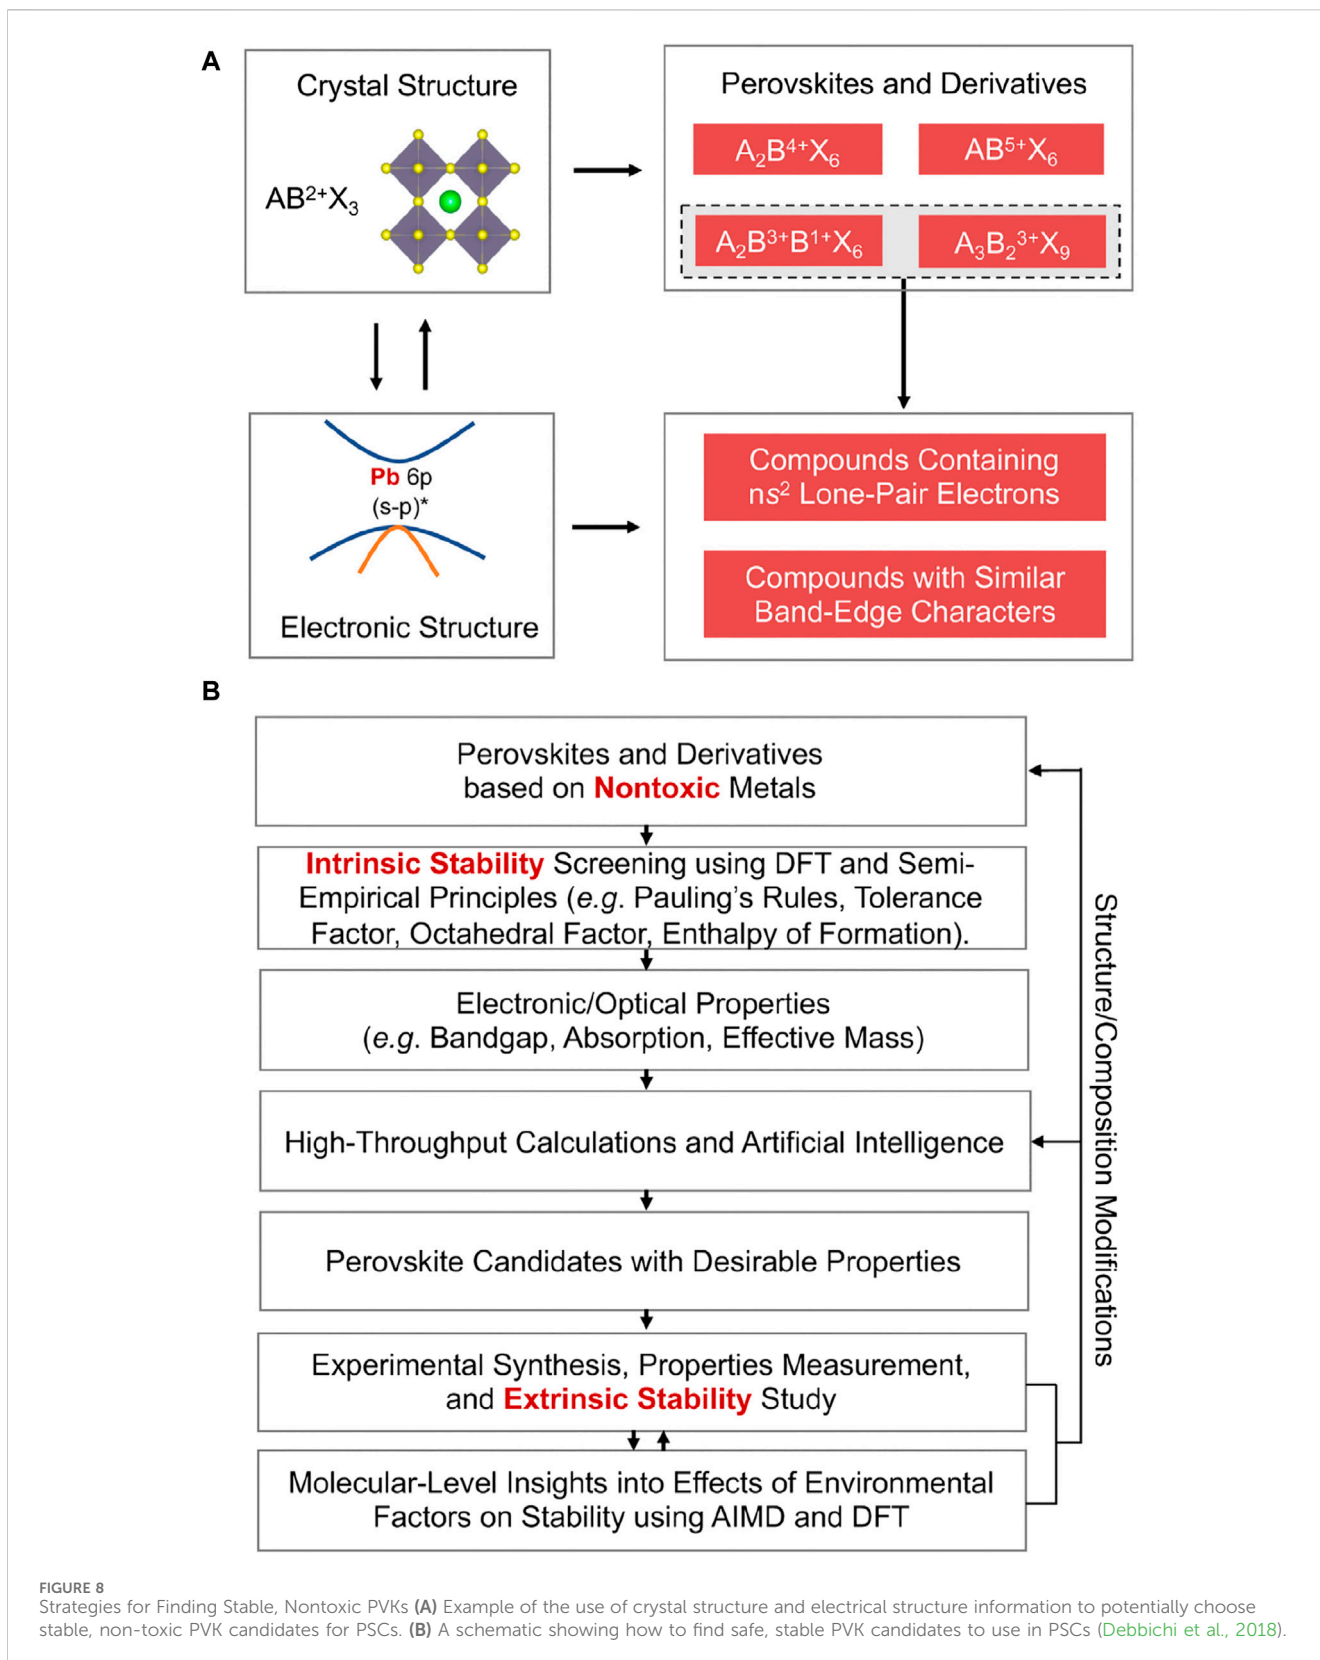 A
Crystal Structure
AB²⁺X₃
Perovskites and Derivatives
A₂B⁴⁺X₆
AB⁵⁺X₆
A₂B³⁺B¹⁺X₆
A₃B₂³⁺X₉
Pb 6p
(s-p)*
Electronic Structure
Compounds Containing
ns² Lone-Pair Electrons
Compounds with Similar
Band-Edge Characters
B
Perovskites and Derivatives
based on Nontoxic Metals
Intrinsic Stability Screening using DFT and Semi-
Empirical Principles (e.g. Pauling's Rules, Tolerance
Factor, Octahedral Factor, Enthalpy of Formation).
Electronic/Optical Properties
(e.g. Bandgap, Absorption, Effective Mass)
High-Throughput Calculations and Artificial Intelligence
Perovskite Candidates with Desirable Properties
Experimental Synthesis, Properties Measurement,
and Extrinsic Stability Study
Molecular-Level Insights into Effects of Environmental
Factors on Stability using AIMD and DFT
Structure/Composition Modifications
FIGURE 8
Strategies for Finding Stable, Nontoxic PVKs (A) Example of the use of crystal structure and electrical structure information to potentially choose
stable, non-toxic PVK candidates for PSCs. (B) A schematic showing how to find safe, stable PVK candidates to use in PSCs (Debbichi et al., 2018).